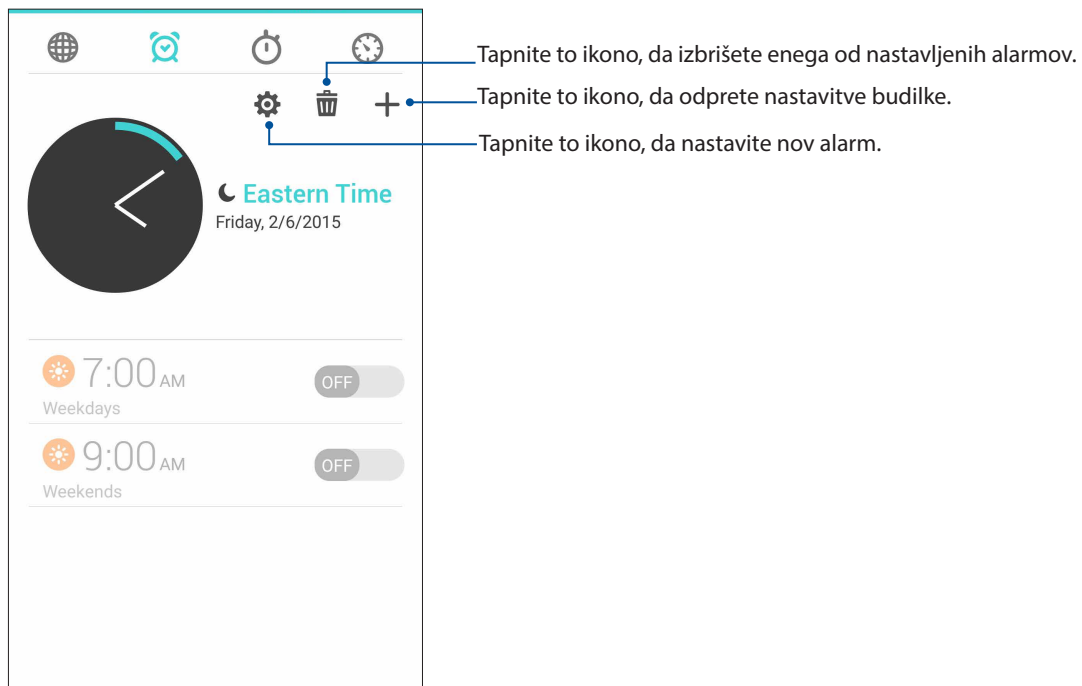 Tapnite to ikono, da izbrišete enega od nastavljenih alarmov.
Tapnite to ikono, da odprete nastavitve budilke.
Tapnite to ikono, da nastavite nov alarm.
Eastern Time
Friday, 2/6/2015
7:00 AM
OFF
Weekdays
9:00 AM
OFF
Weekends